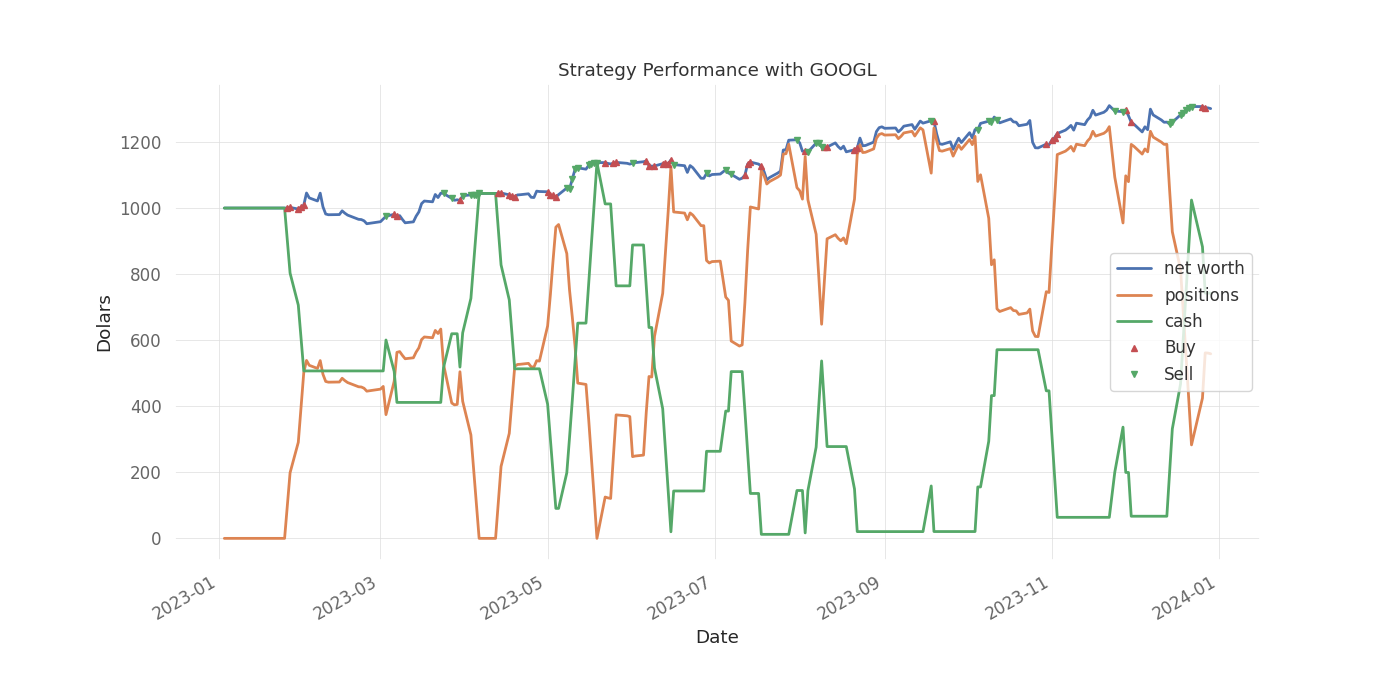 Strategy Performance with GOOGL
Dolars
1200
1000
800
600
400
200
0
net worth
positions
cash
Buy
Sell
2023-01
2023-03
2023-05
2023-07
2023-09
2023-11
2024-01
Date